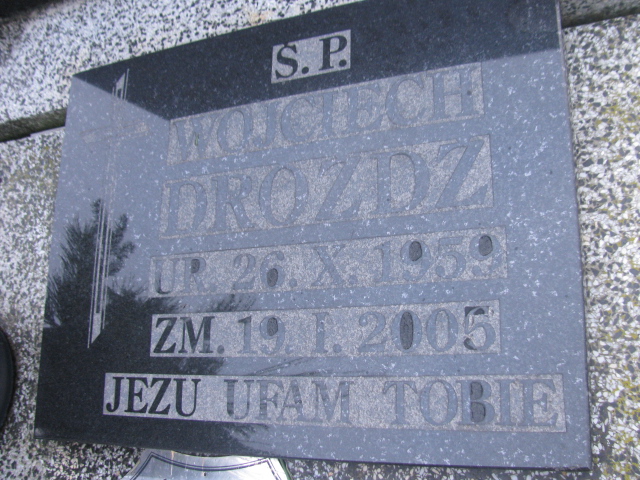 S.P.
WOJCIECH
DROZDZ
UR. 26. X. 1959
ZM. 19. I. 2005
JEZU UFAM TOBIE